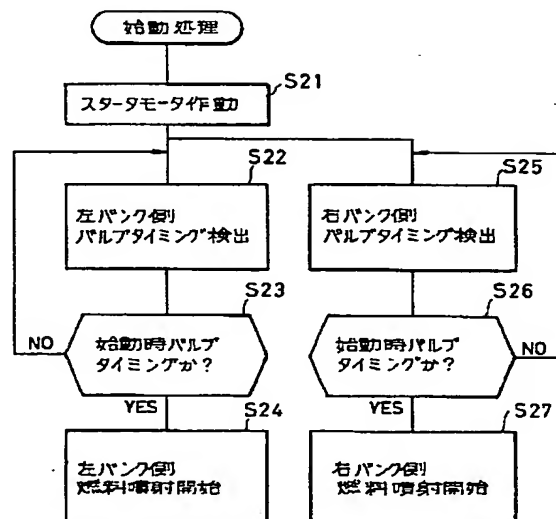 始動処理
S21
スタータモータ作動
S22
左バンク側
バルブタイミング検出
S25
右バンク側
バルブタイミング検出
S23
始動時バルブ
タイミングか?
NO
YES
S26
始動時バルブ
タイミングか?
NO
YES
S24
左バンク側
燃料噴射開始
S27
右バンク側
燃料噴射開始